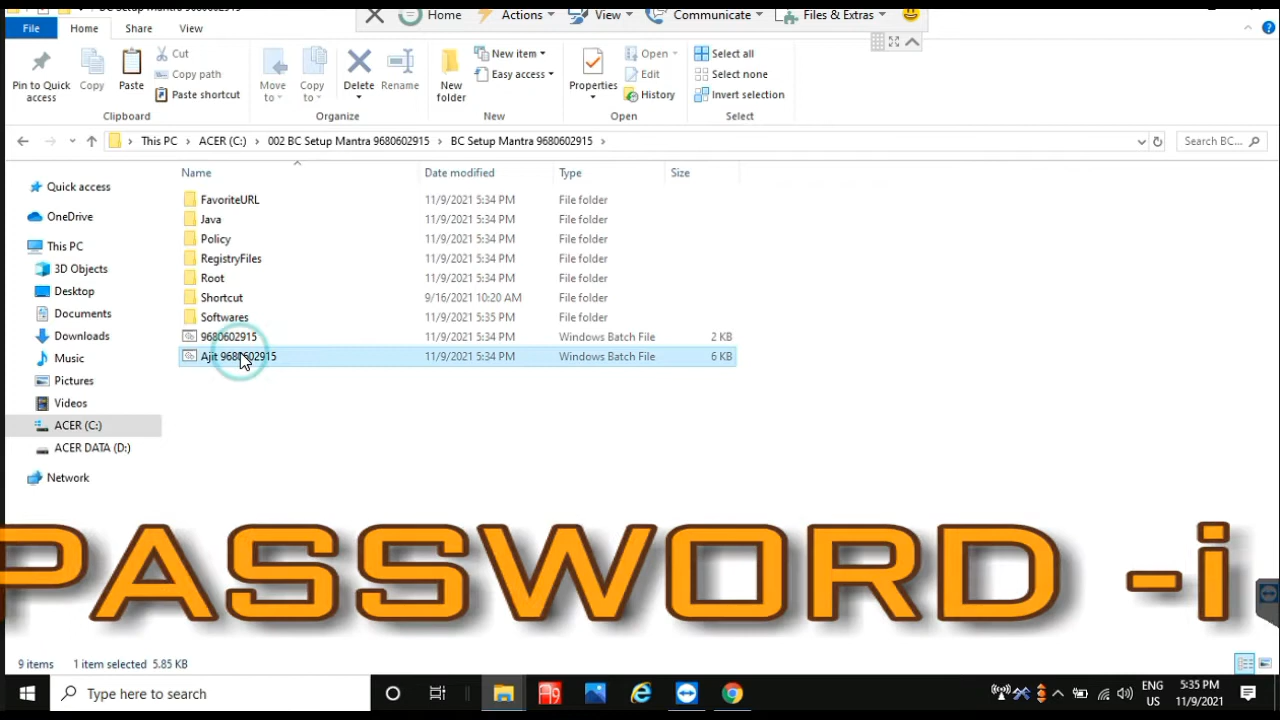 BC Setup Mantra 9680602915
Home Actions View Communicate Files & Extras
File Home Share View
Pin to Quick access
Copy
Paste
Cut
Copy path
Paste shortcut
Clipboard
Move to
Copy to
Delete
Rename
Organize
New folder
New item
Easy access
New
Properties
Open
Edit
History
Open
Select all
Select none
Invert selection
Select
This PC ACER (C:) 002 BC Setup Mantra 9680602915 BC Setup Mantra 9680602915
Search BC...
Name Date modified Type Size
FavoriteURL 11/9/2021 5:34 PM File folder
Java 11/9/2021 5:34 PM File folder
Policy 11/9/2021 5:34 PM File folder
RegistryFiles 11/9/2021 5:34 PM File folder
Root 11/9/2021 5:34 PM File folder
Shortcut 9/16/2021 10:20 AM File folder
Softwares 11/9/2021 5:35 PM File folder
9680602915 11/9/2021 5:34 PM Windows Batch File 2 KB
Ajit 9680602915 11/9/2021 5:34 PM Windows Batch File 6 KB
Quick access
OneDrive
This PC
3D Objects
Desktop
Documents
Downloads
Music
Pictures
Videos
ACER (C:)
ACER DATA (D:)
Network
PASSWORD -i
9 items 1 item selected 5.85 KB
Type here to search
ENG
US
5:35 PM
11/9/2021